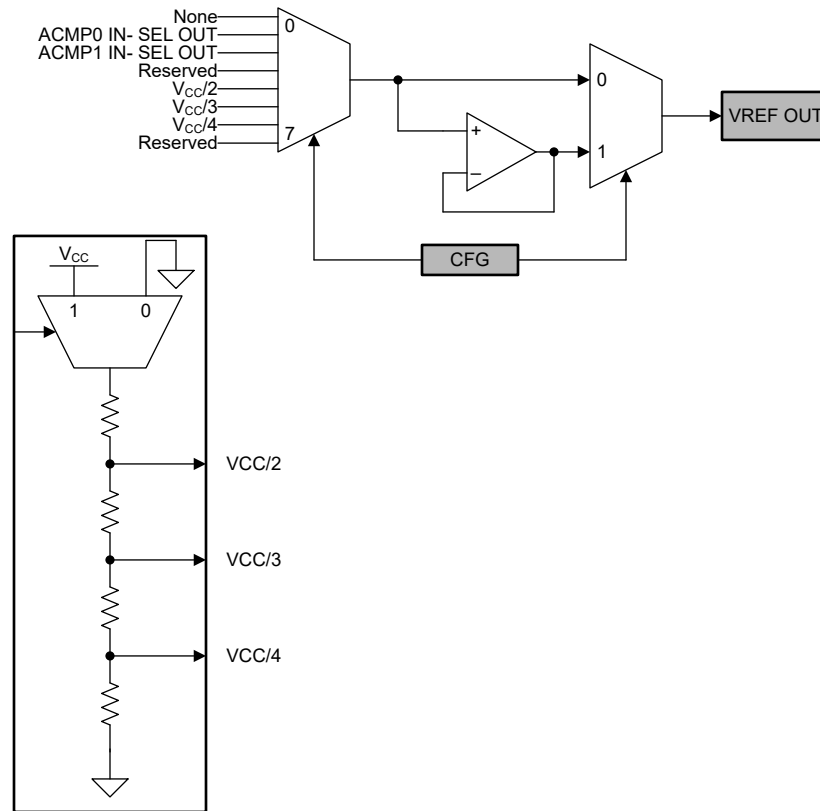 None
0
ACMP0 IN- SEL OUT
ACMP1 IN- SEL OUT
Reserved
VCC/2
VCC/3
VCC/4
7
Reserved
0
+
−
1
VREF OUT
CFG
VCC
1 0
VCC/2
VCC/3
VCC/4